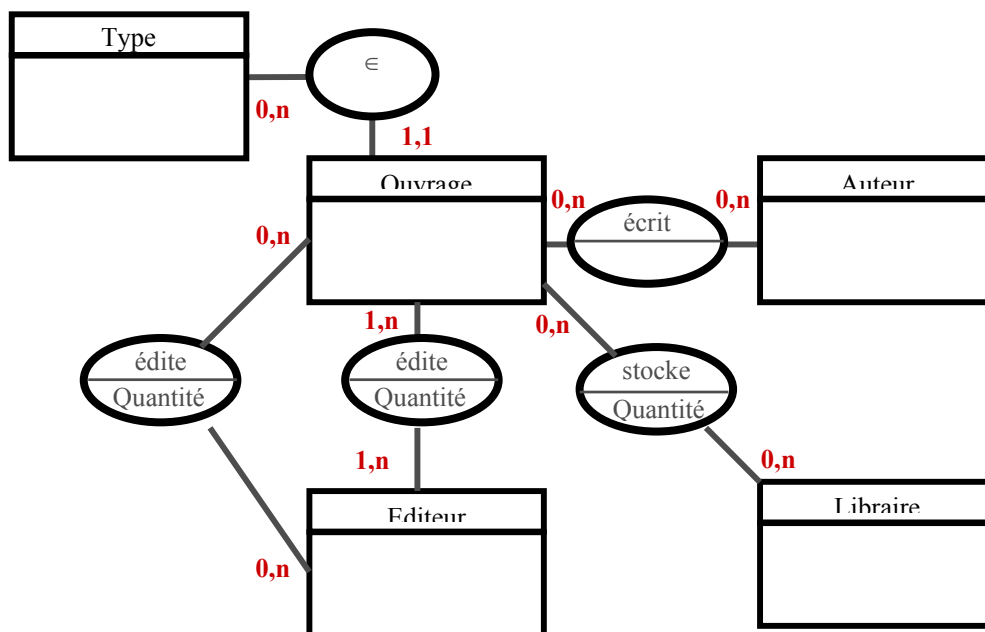 Type
∈
0,n
1,1
Ouvrage
Auteur
0,n
0,n
écrit
0,n
1,n
0,n
édite
Quantité
édite
Quantité
stocke
Quantité
1,n
0,n
Editeur
Libraire
0,n